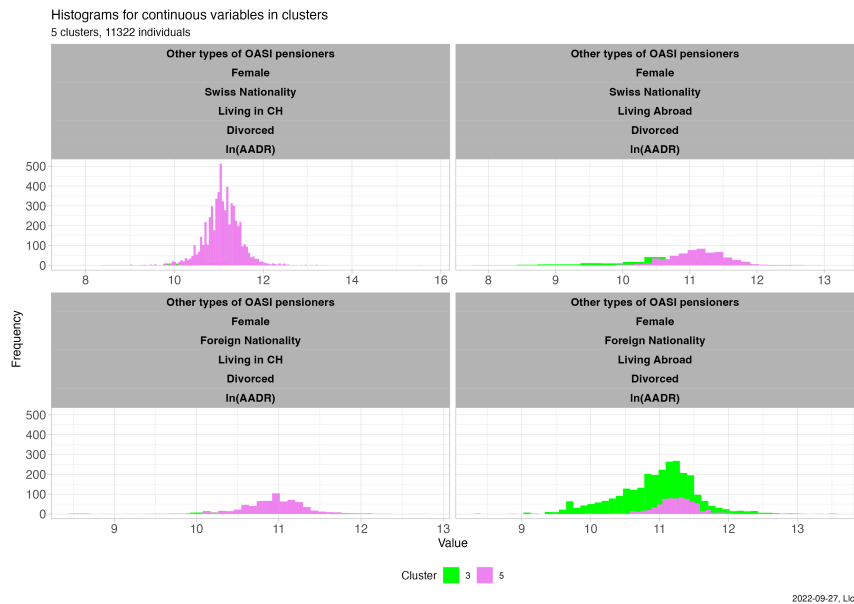 Histograms for continuous variables in clusters
5 clusters, 11322 individuals
Other types of OASI pensioners
Female
Swiss Nationality
Living in CH
Divorced
ln(AADR)
Other types of OASI pensioners
Female
Swiss Nationality
Living Abroad
Divorced
ln(AADR)
500
400
300
200
100
0
8 10 12 14 16
8 9 10 11 12 13
Other types of OASI pensioners
Female
Foreign Nationality
Living in CH
Divorced
ln(AADR)
Other types of OASI pensioners
Female
Foreign Nationality
Living Abroad
Divorced
ln(AADR)
Frequency
500
400
300
200
100
0
9 10 11 12 13
9 10 11 12 13
Value
Cluster 3 5
2022-09-27, Llc